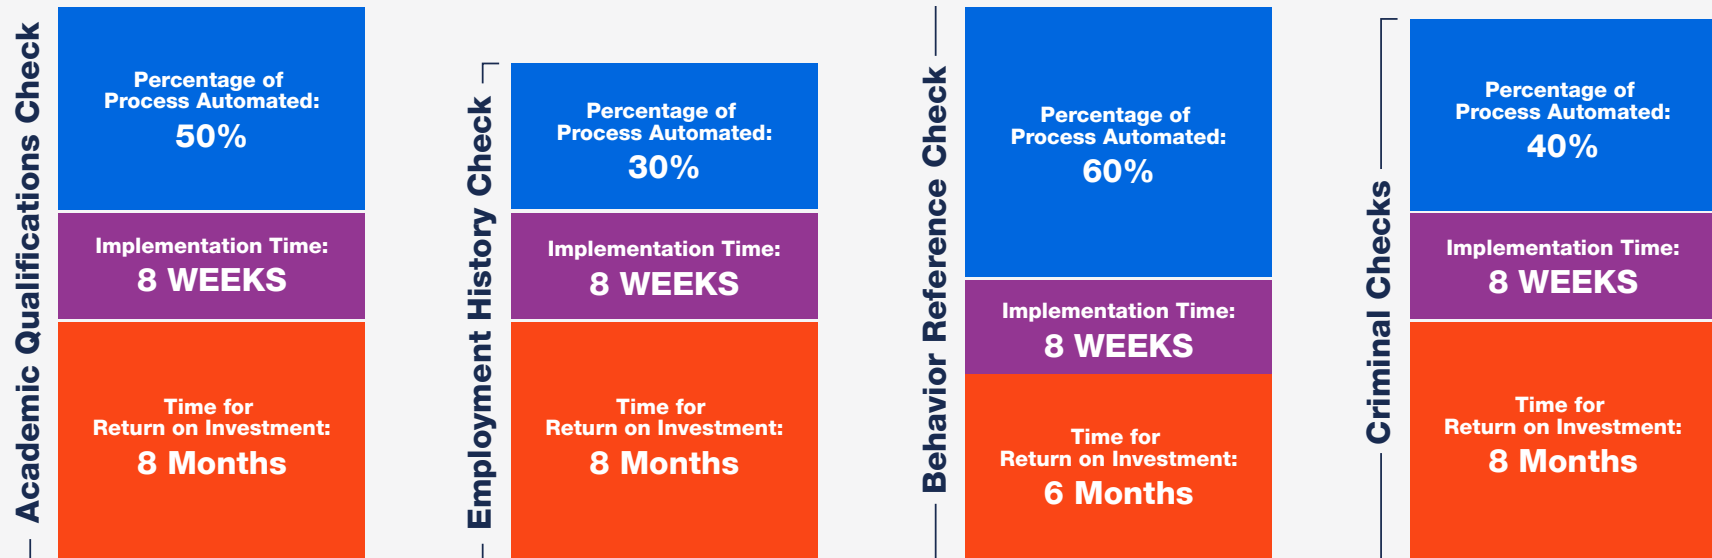 Academic Qualifications Check
Percentage of
Process Automated:
50%
Implementation Time:
8 WEEKS
Time for
Return on Investment:
8 Months
Employment History Check
Percentage of
Process Automated:
30%
Implementation Time:
8 WEEKS
Time for
Return on Investment:
8 Months
Behavior Reference Check
Percentage of
Process Automated:
60%
Implementation Time:
8 WEEKS
Time for
Return on Investment:
6 Months
Criminal Checks
Percentage of
Process Automated:
40%
Implementation Time:
8 WEEKS
Time for
Return on Investment:
8 Months